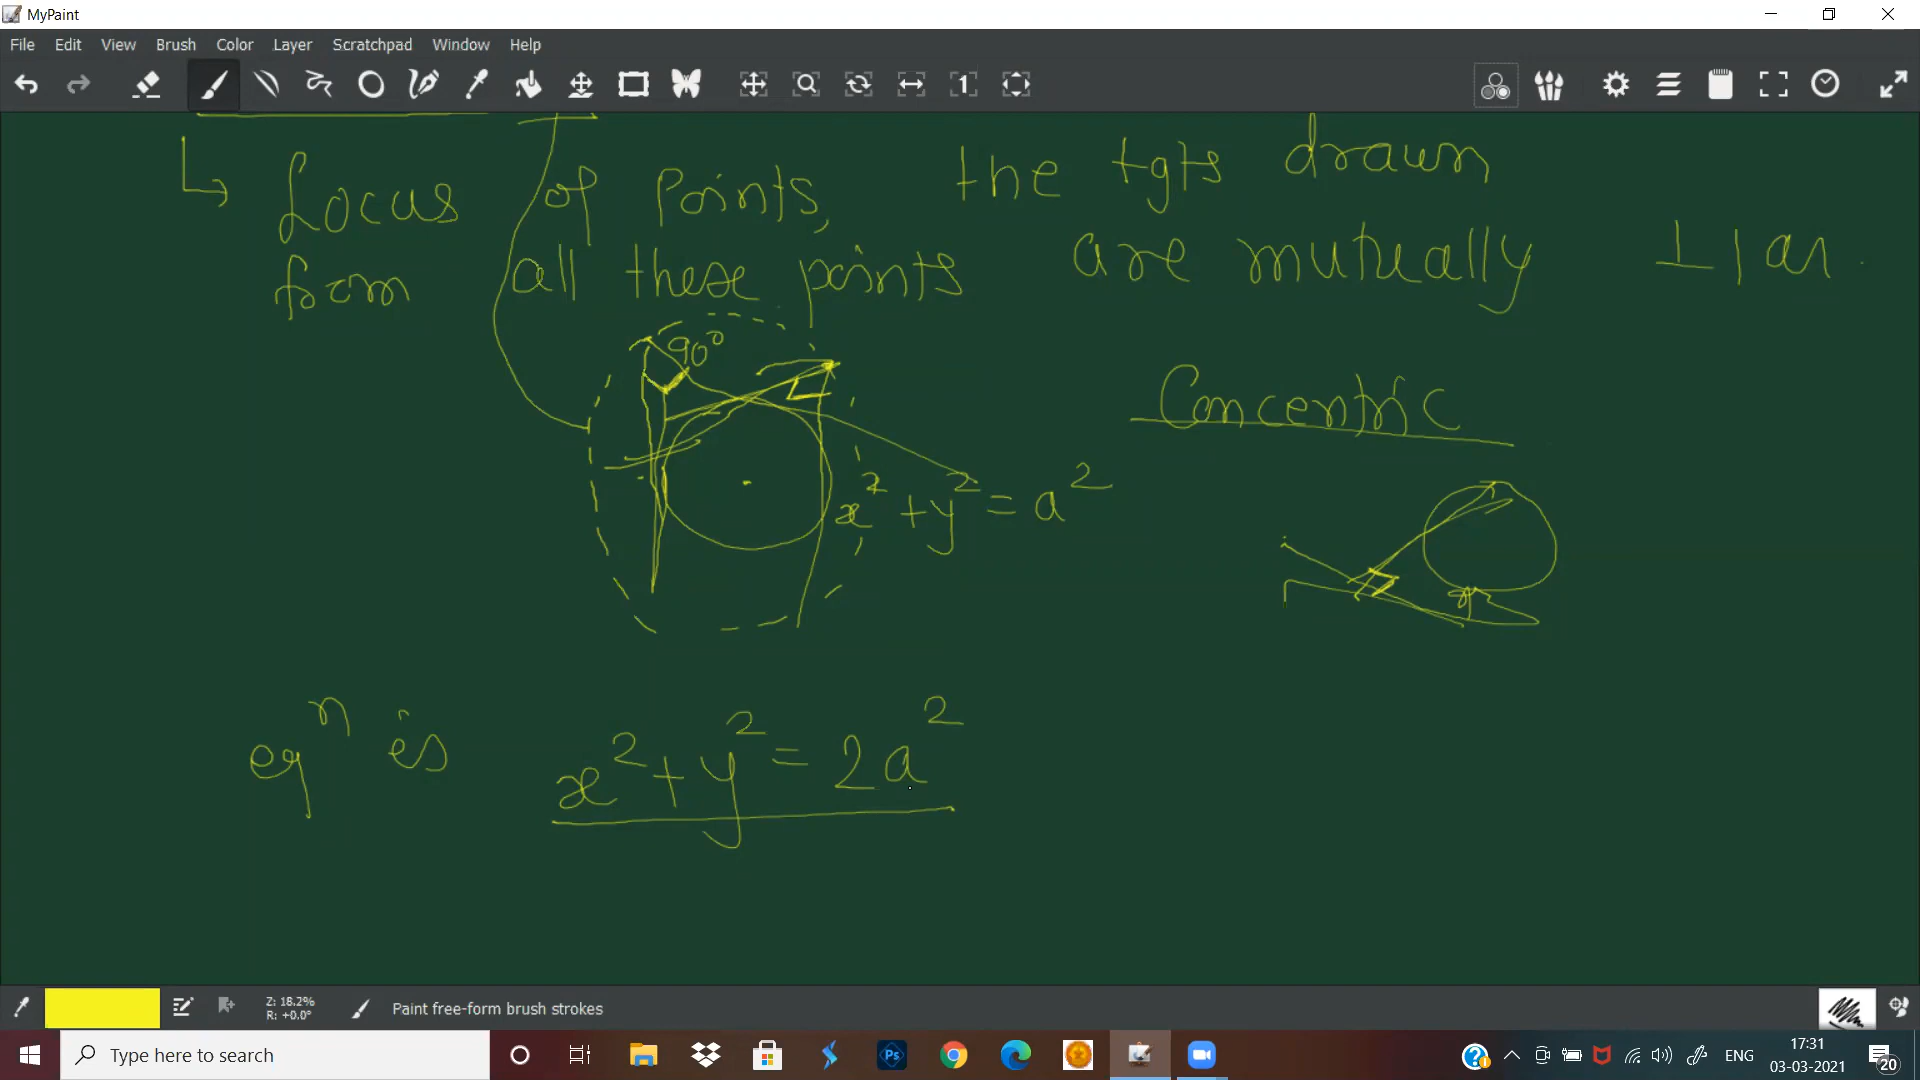 MyPaint
File Edit View Brush Color Layer Scratchpad Window Help
↳ Locus of Points, the tgts drawn
form all these points are mutually ⊥lar.
90°
Concentric
x² + y² = a²
eqⁿ is x² + y² = 2a²
Z: 18.2%
R: +0.0°
Paint free-form brush strokes
Type here to search
ENG
17:31
03-03-2021
20